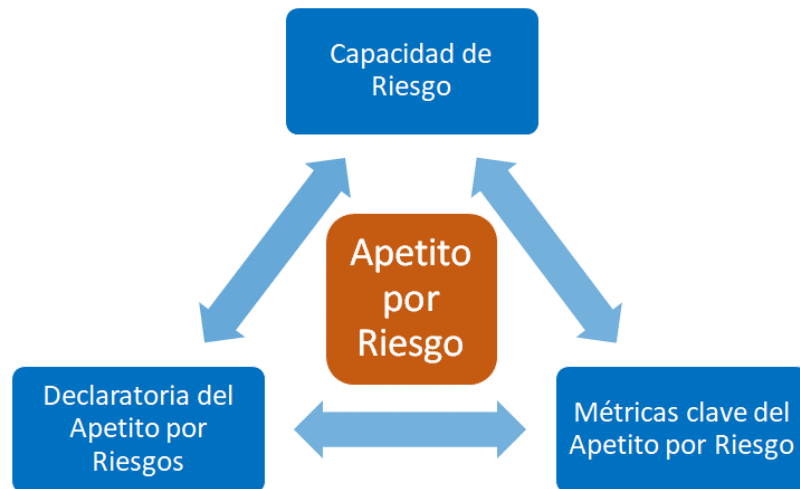 Capacidad de
Riesgo
Apetito
por
Riesgo
Declaratoria del
Apetito por
Riesgos
Métricas clave del
Apetito por Riesgo